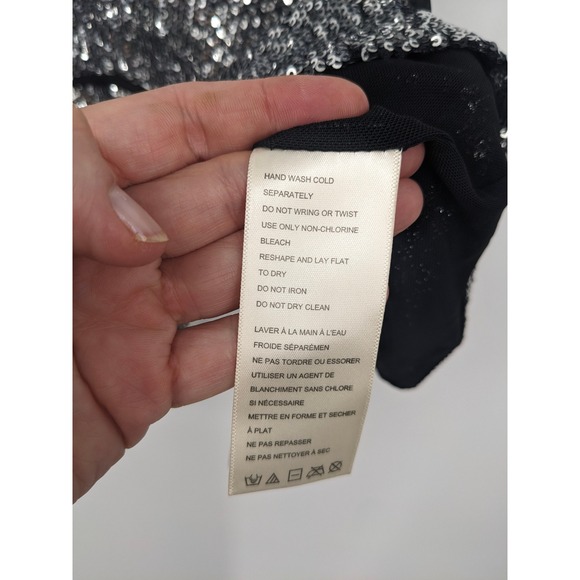 HAND WASH COLD
SEPARATELY
DO NOT WRING OR TWIST
USE ONLY NON-CHLORINE
BLEACH
RESHAPE AND LAY FLAT
TO DRY
DO NOT IRON
DO NOT DRY CLEAN
LAVER À LA MAIN À L'EAU
FROIDE SÉPARÉMEN
NE PAS TORDRE OU ESSORER
UTILISER UN AGENT DE
BLANCHIMENT SANS CHLORE
SI NÉCESSAIRE
METTRE EN FORME ET SECHER
À PLAT
NE PAS REPASSER
NE PAS NETTOYER À SEC